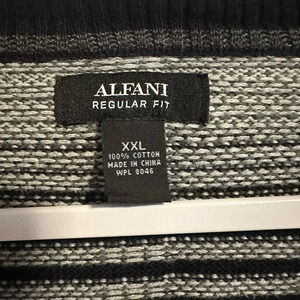 ALFANI
REGULAR FIT
XXL
100% COTTON
MADE IN CHINA
WPL 8046